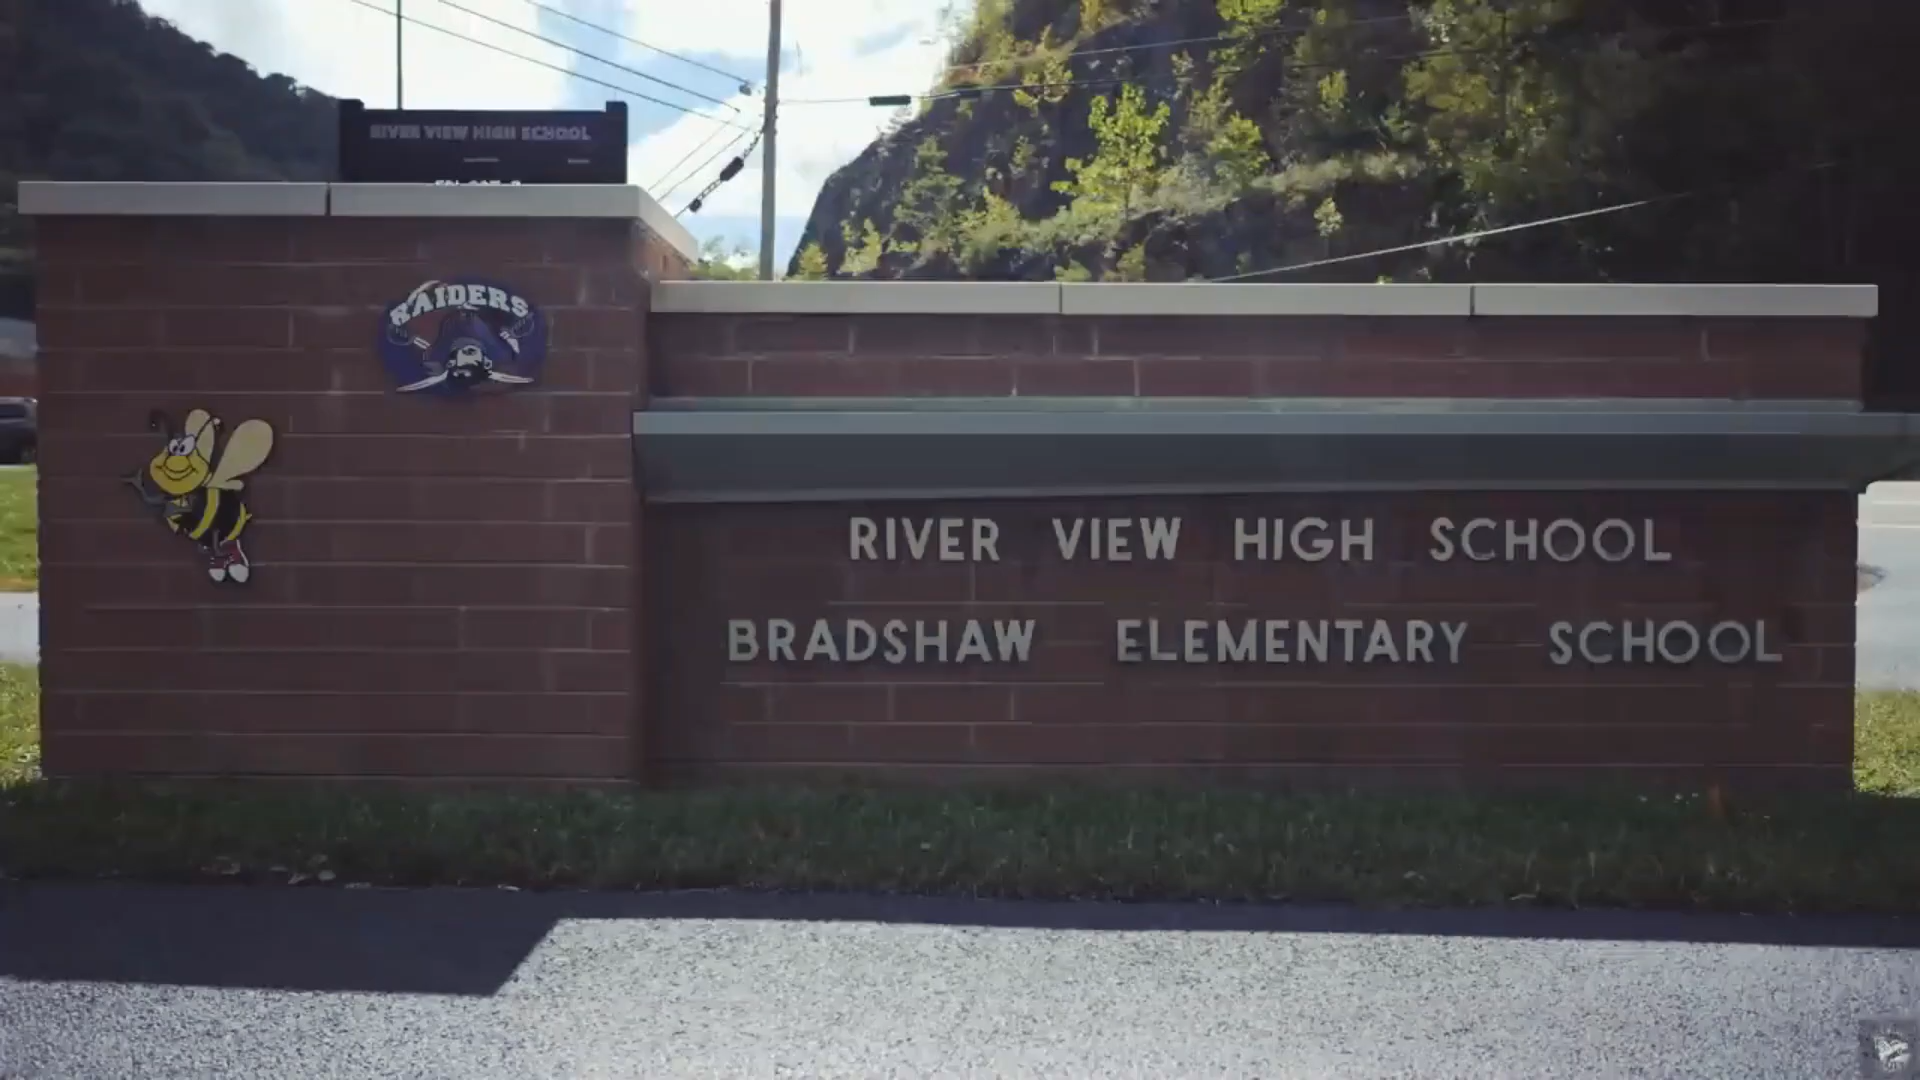 RIVER VIEW HIGH SCHOOL
RAIDERS
RIVER VIEW HIGH SCHOOL
BRADSHAW ELEMENTARY SCHOOL